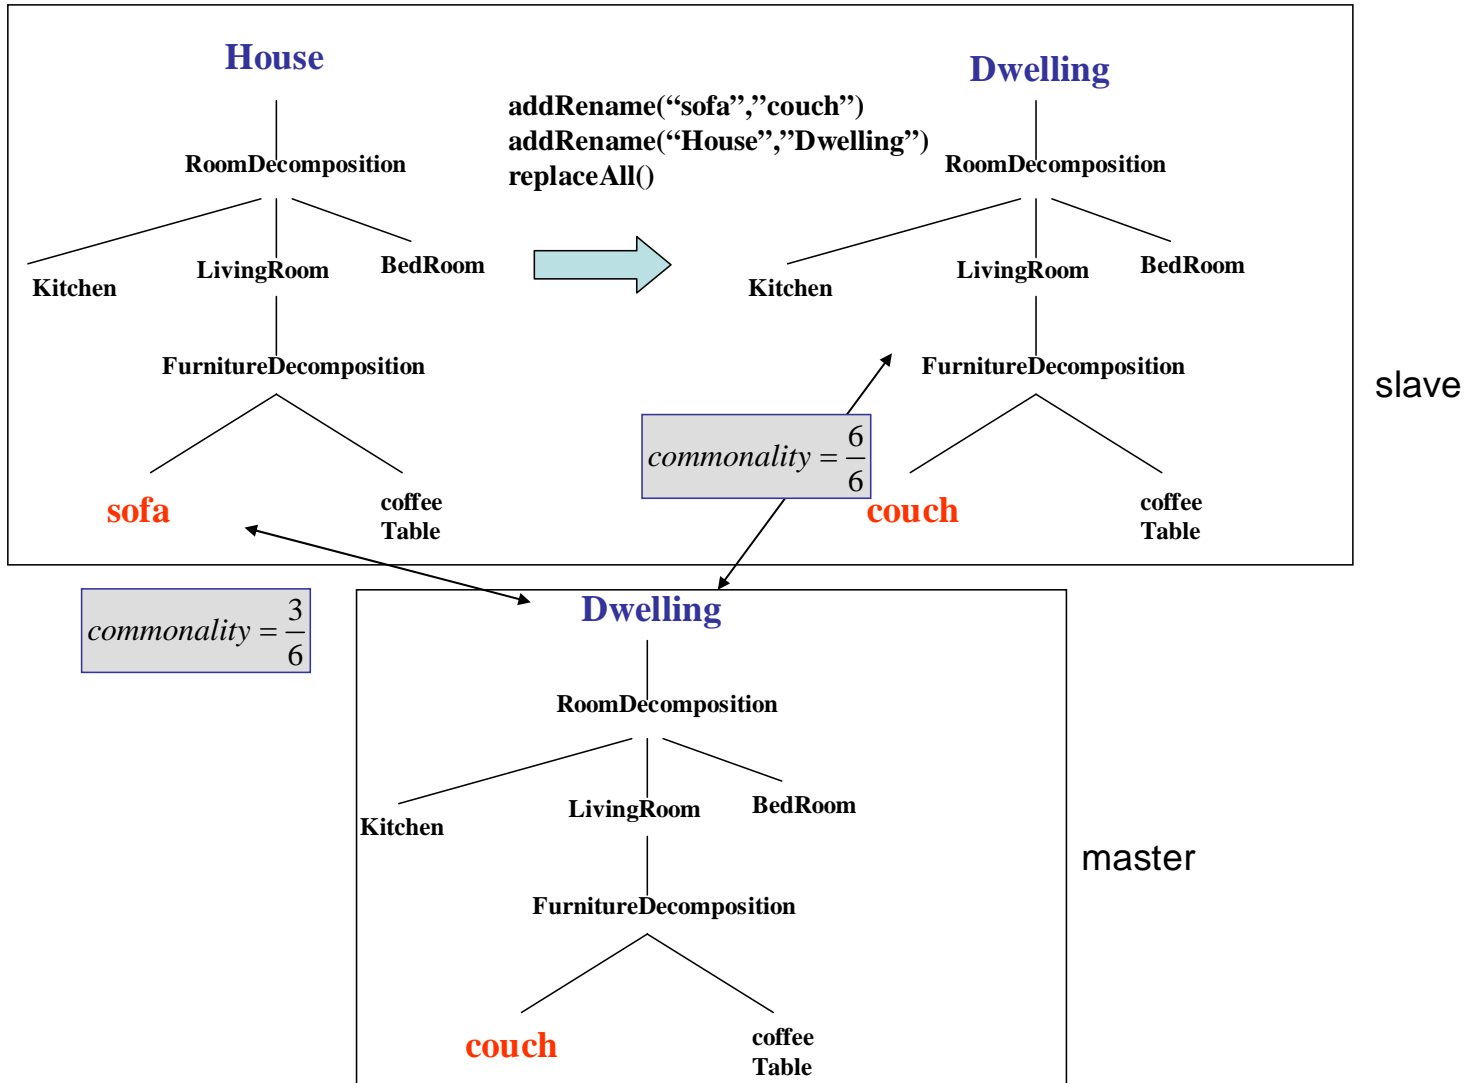 House
Dwelling
addRename(“sofa”,”couch”)
addRename(“House”,”Dwelling”)
replaceAll()
RoomDecomposition
RoomDecomposition
Kitchen
LivingRoom
BedRoom
Kitchen
LivingRoom
BedRoom
FurnitureDecomposition
FurnitureDecomposition
slave
commonality = 6/6
sofa
coffee
Table
couch
coffee
Table
commonality = 3/6
Dwelling
RoomDecomposition
Kitchen
LivingRoom
BedRoom
master
FurnitureDecomposition
couch
coffee
Table